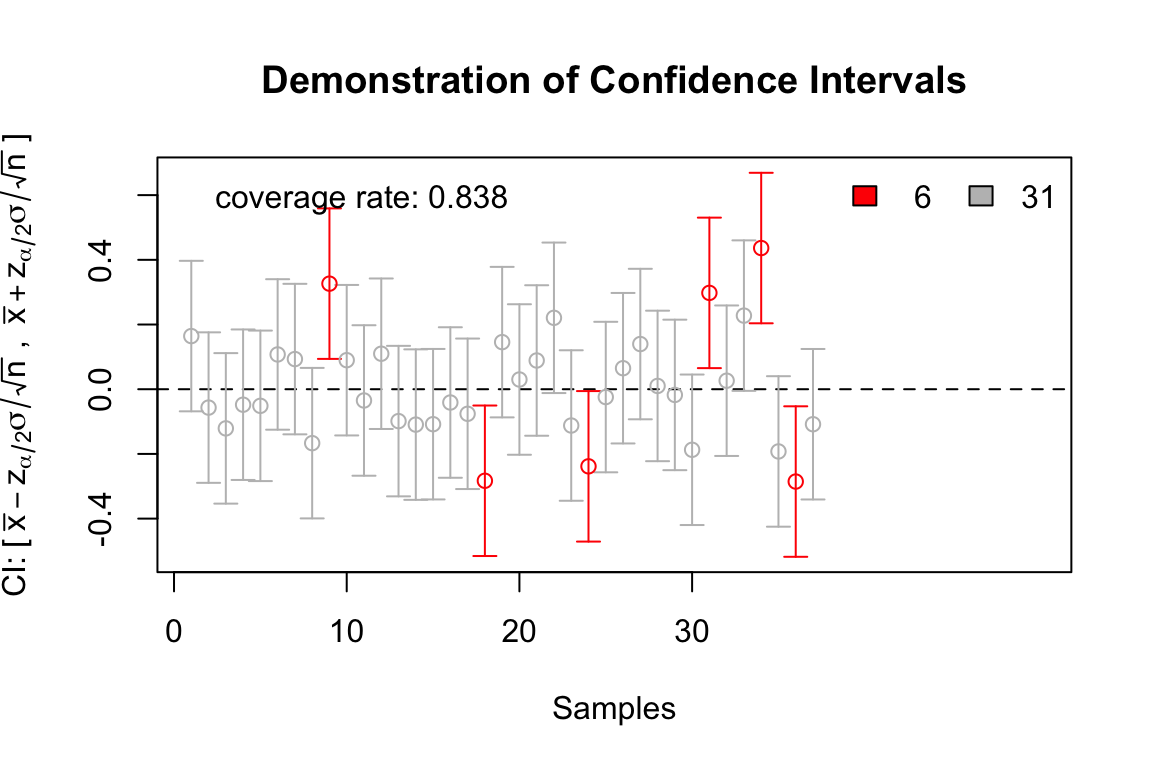 Demonstration of Confidence Intervals
CI: [ x̅ − z_{α/2}σ/√n , x̅ + z_{α/2}σ/√n ]
coverage rate: 0.838
6
31
0.4
0.0
-0.4
0 10 20 30
Samples